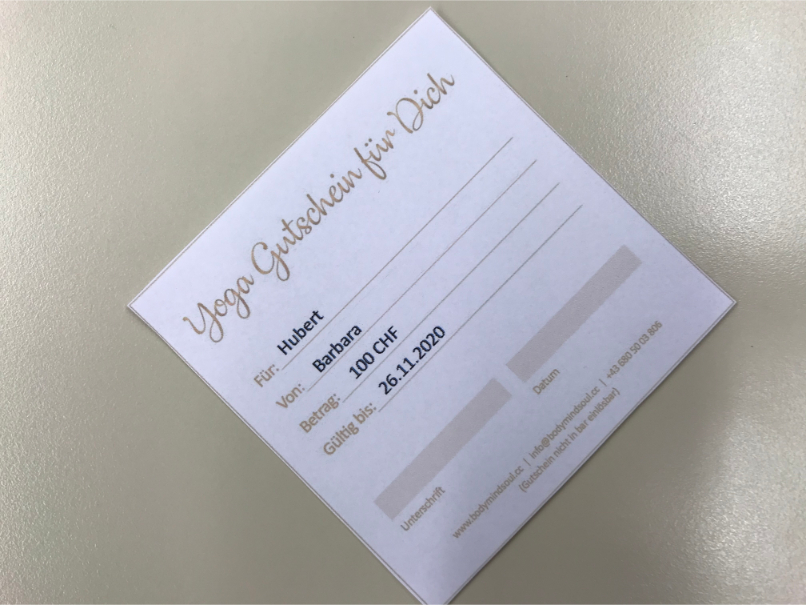 Yoga Gutschein für Dich
Für: Hubert
Von: Barbara
Betrag: 100 CHF
Gültig bis: 26.11.2020
Unterschrift
Datum
www.bodymindsoul.cc | info@bodymindsoul.cc | +43 680 50 03 806
(Gutschein nicht in bar einlösbar)